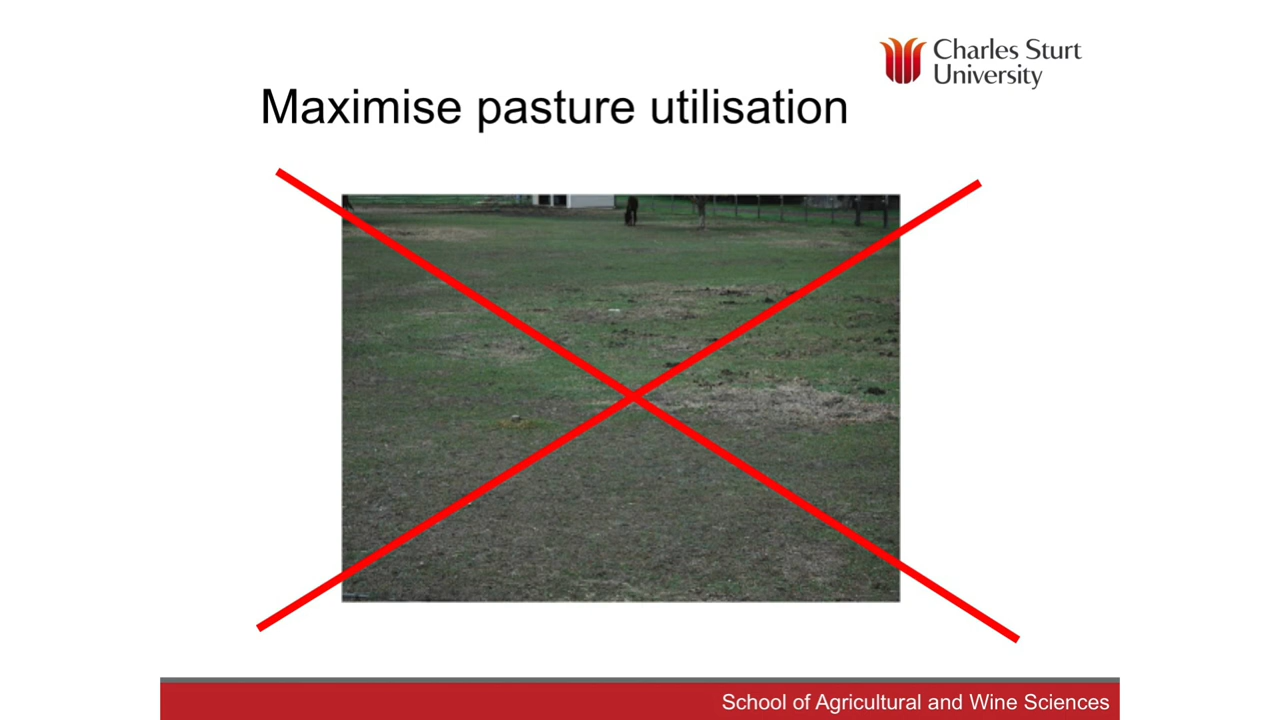 Charles Sturt
University
Maximise pasture utilisation
School of Agricultural and Wine Sciences